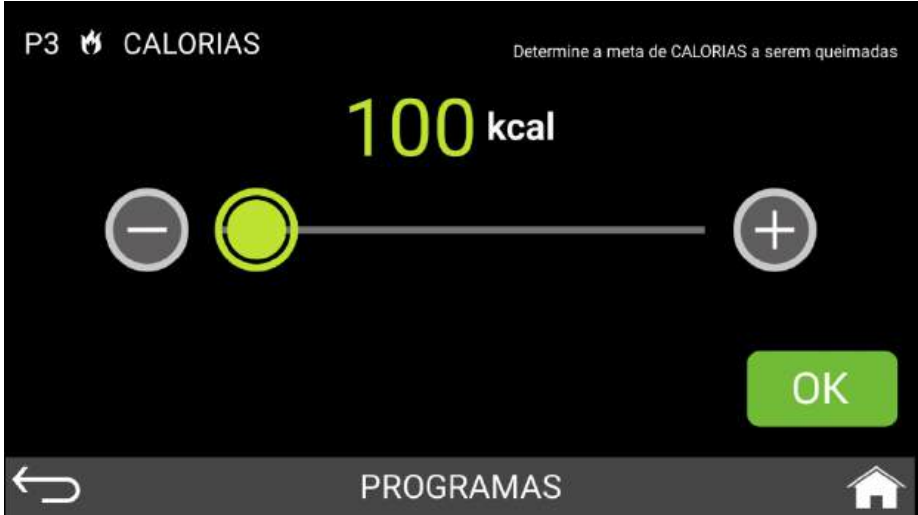 P3 CALORIAS
Determine a meta de CALORIAS a serem queimadas
100 kcal
OK
PROGRAMAS